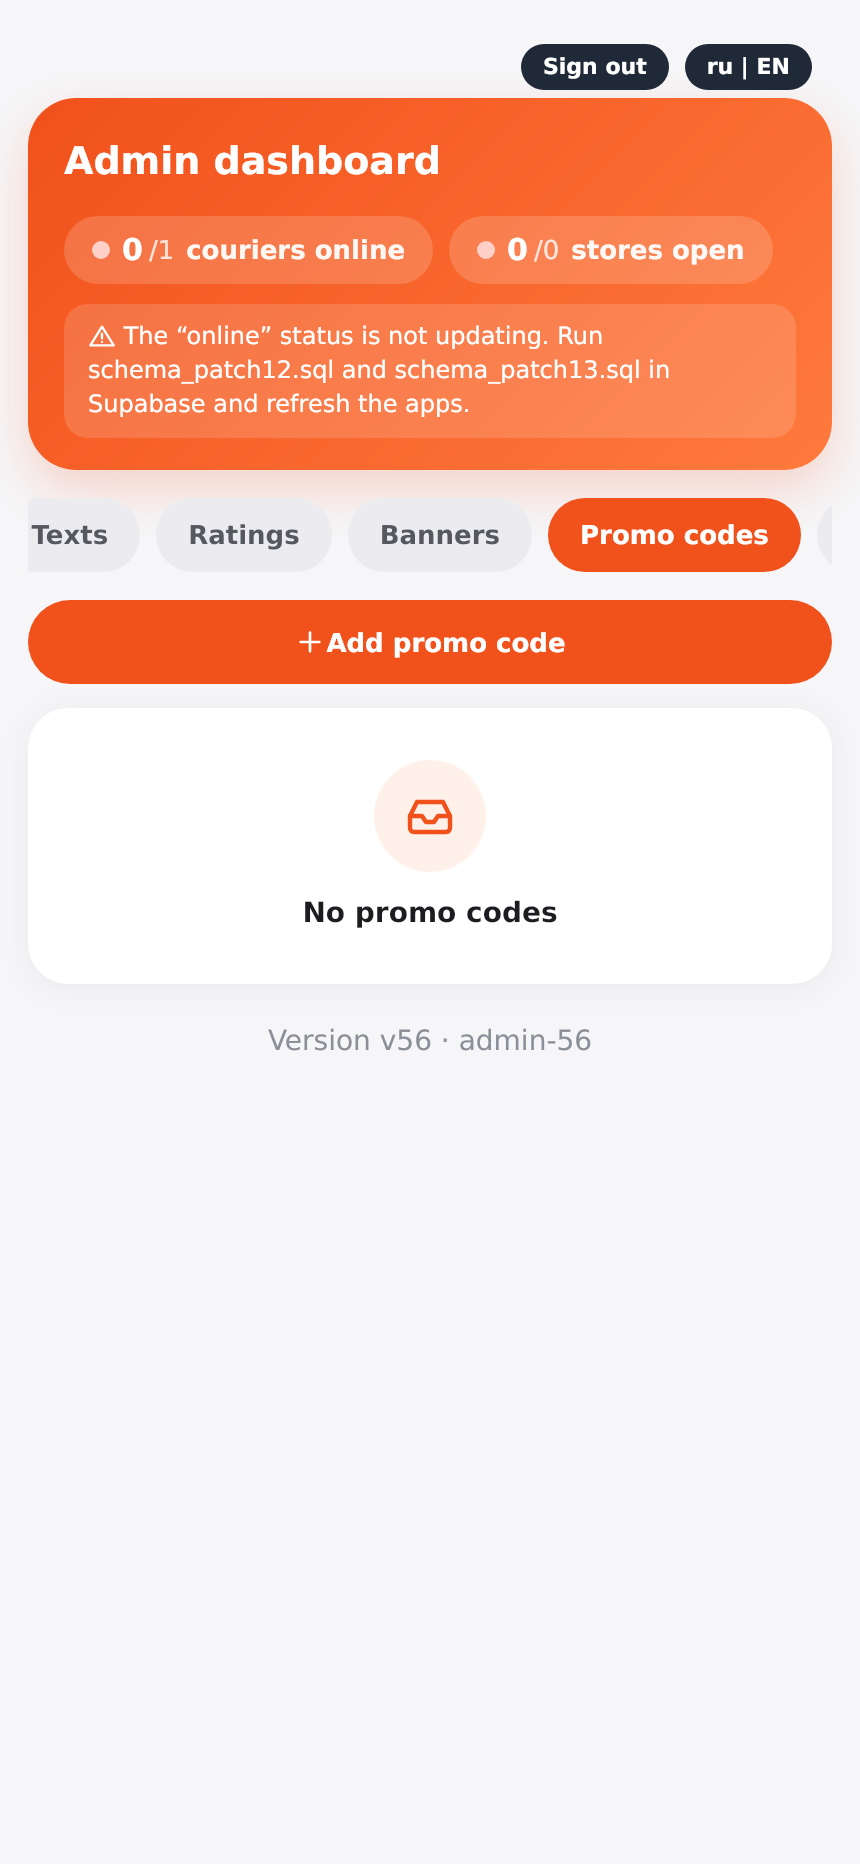 Sign out
ru | EN
Admin dashboard
0 /1 couriers online
0 /0 stores open
The “online” status is not updating. Run
schema_patch12.sql and schema_patch13.sql in
Supabase and refresh the apps.
Texts
Ratings
Banners
Promo codes
+Add promo code
No promo codes
Version v56 · admin-56